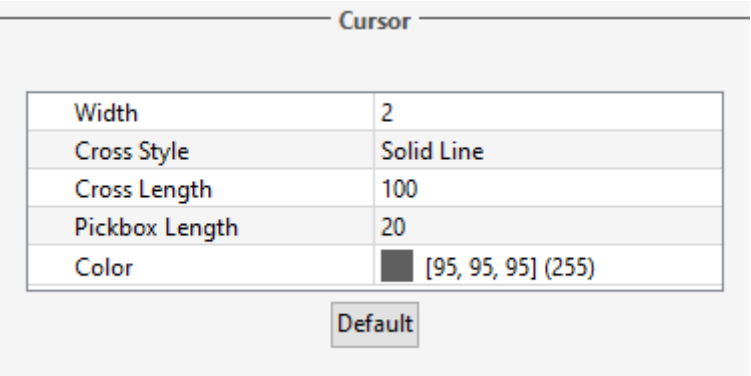 Cursor
Width 2
Cross Style Solid Line
Cross Length 100
Pickbox Length 20
Color [95, 95, 95] (255)
Default